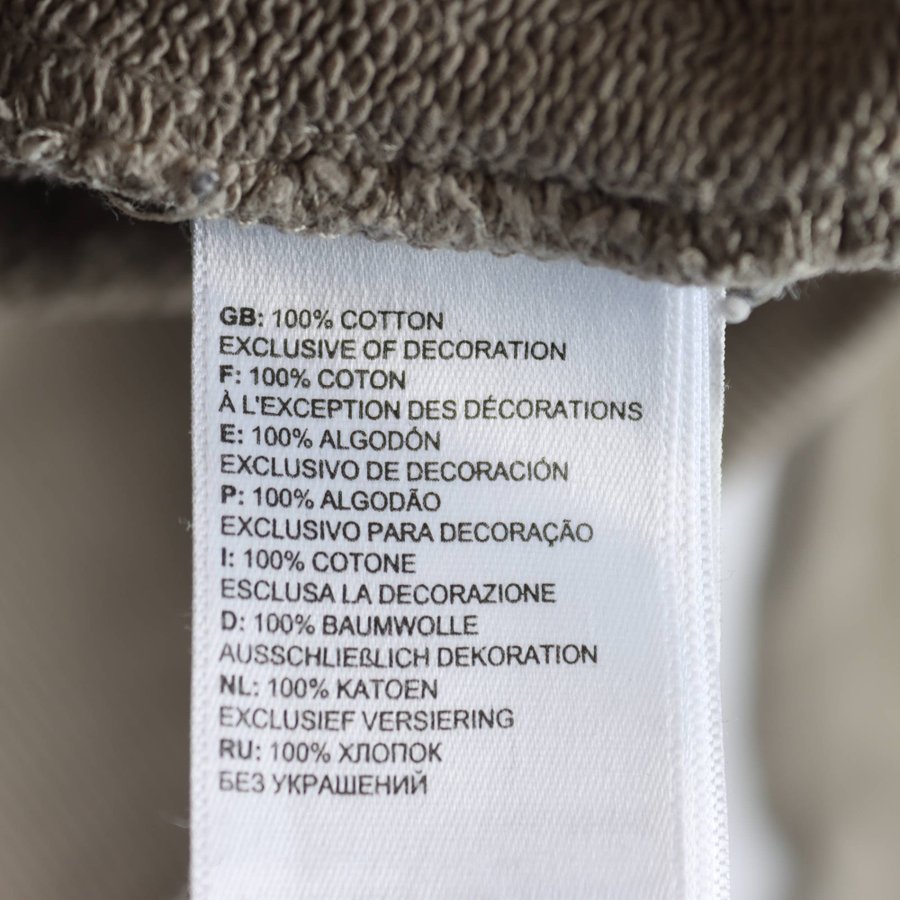 GB: 100% COTTON
EXCLUSIVE OF DECORATION
F: 100% COTON
À L'EXCEPTION DES DÉCORATIONS
E: 100% ALGODÓN
EXCLUSIVO DE DECORACIÓN
P: 100% ALGODÃO
EXCLUSIVO PARA DECORAÇÃO
I: 100% COTONE
ESCLUSA LA DECORAZIONE
D: 100% BAUMWOLLE
AUSSCHLIEßLICH DEKORATION
NL: 100% KATOEN
EXCLUSIEF VERSIERING
RU: 100% ХЛОПОК
БЕЗ УКРАШЕНИЙ